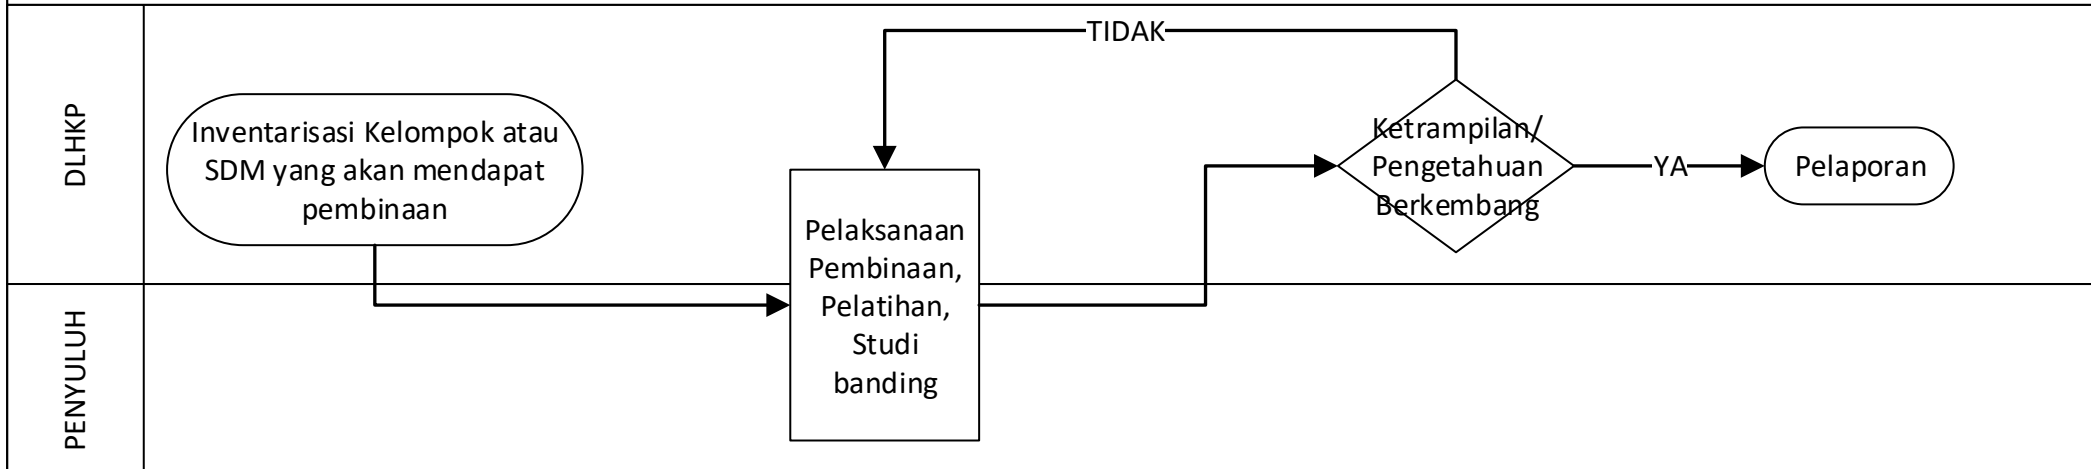 DLHKP
Inventarisasi Kelompok atau
SDM yang akan mendapat
pembinaan
TIDAK
Ketrampilan/
Pengetahuan
Berkembang
YA
Pelaporan
Pelaksanaan
Pembinaan,
Pelatihan,
Studi
banding
PENYULUH